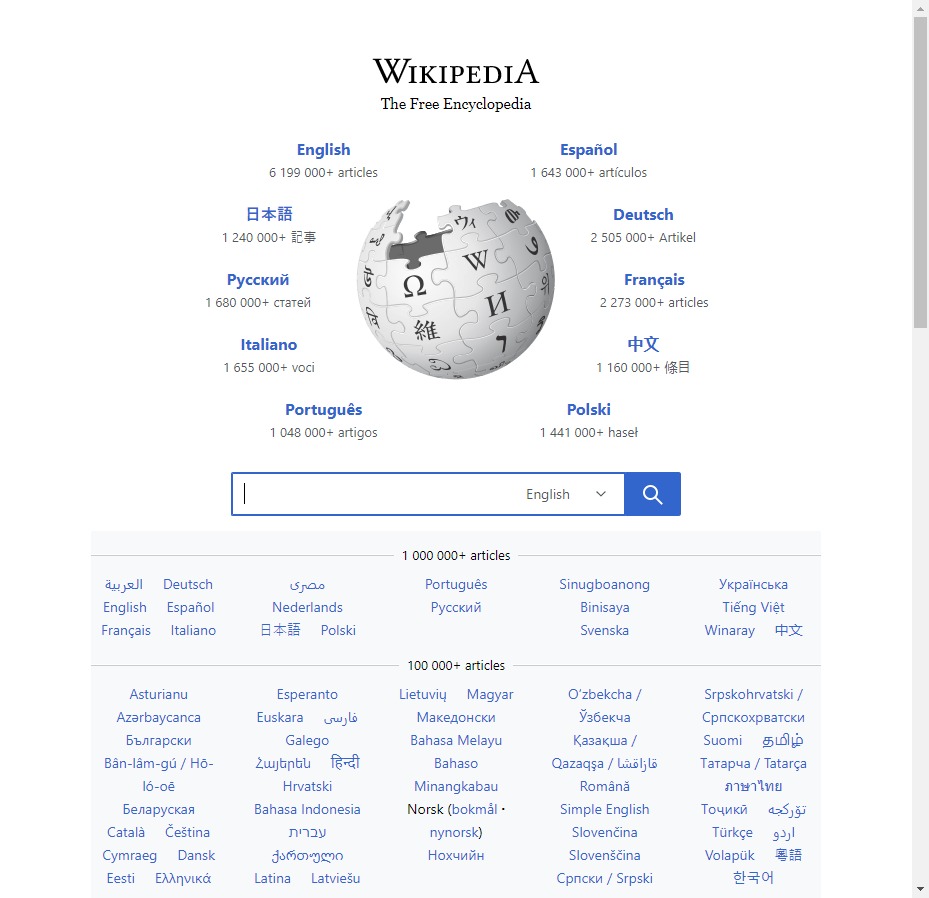 WIKIPEDIA
The Free Encyclopedia
English
6 199 000+ articles
Español
1 643 000+ artículos
日本語
1 240 000+ 記事
Deutsch
2 505 000+ Artikel
Русский
1 680 000+ статей
Français
2 273 000+ articles
Italiano
1 655 000+ voci
中文
1 160 000+ 條目
Português
1 048 000+ artigos
Polski
1 441 000+ haseł
Ω
W
И
維
ウィ
English
1 000 000+ articles
العربية Deutsch
English Español
Français Italiano
مصرى
Nederlands
日本語 Polski
Português
Русский
Sinugboanong
Binisaya
Svenska
Українська
Tiếng Việt
Winaray 中文
100 000+ articles
Asturianu
Azərbaycanca
Български
Bân-lâm-gú / Hō-
ló-oē
Беларуская
Català Čeština
Cymraeg Dansk
Eesti Ελληνικά
Esperanto
Euskara فارسی
Galego
Հայերեն हिन्दी
Hrvatski
Bahasa Indonesia
עברית
ქართული
Latina Latviešu
Lietuvių Magyar
Македонски
Bahasa Melayu
Bahaso
Minangkabau
Norsk (bokmål ·
nynorsk)
Нохчийн
O‘zbekcha /
Ўзбекча
Қазақша /
Qazaqşa / قازاقشا
Română
Simple English
Slovenčina
Slovenščina
Српски / Srpski
Srpskohrvatski /
Српскохрватски
Suomi தமிழ்
Татарча / Tatarça
ภาษาไทย
Тоҷикӣ تۆرکجه
Türkçe اردو
Volapük 粵語
한국어